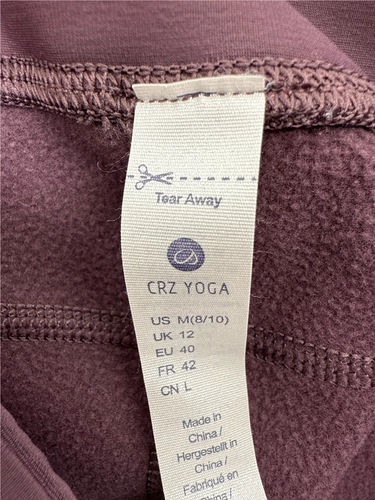 Tear Away
CRZ YOGA
US M(8/10)
UK 12
EU 40
FR 42
CN L
Made in
China /
Hergestellt in
China /
Fabriqué en
China /